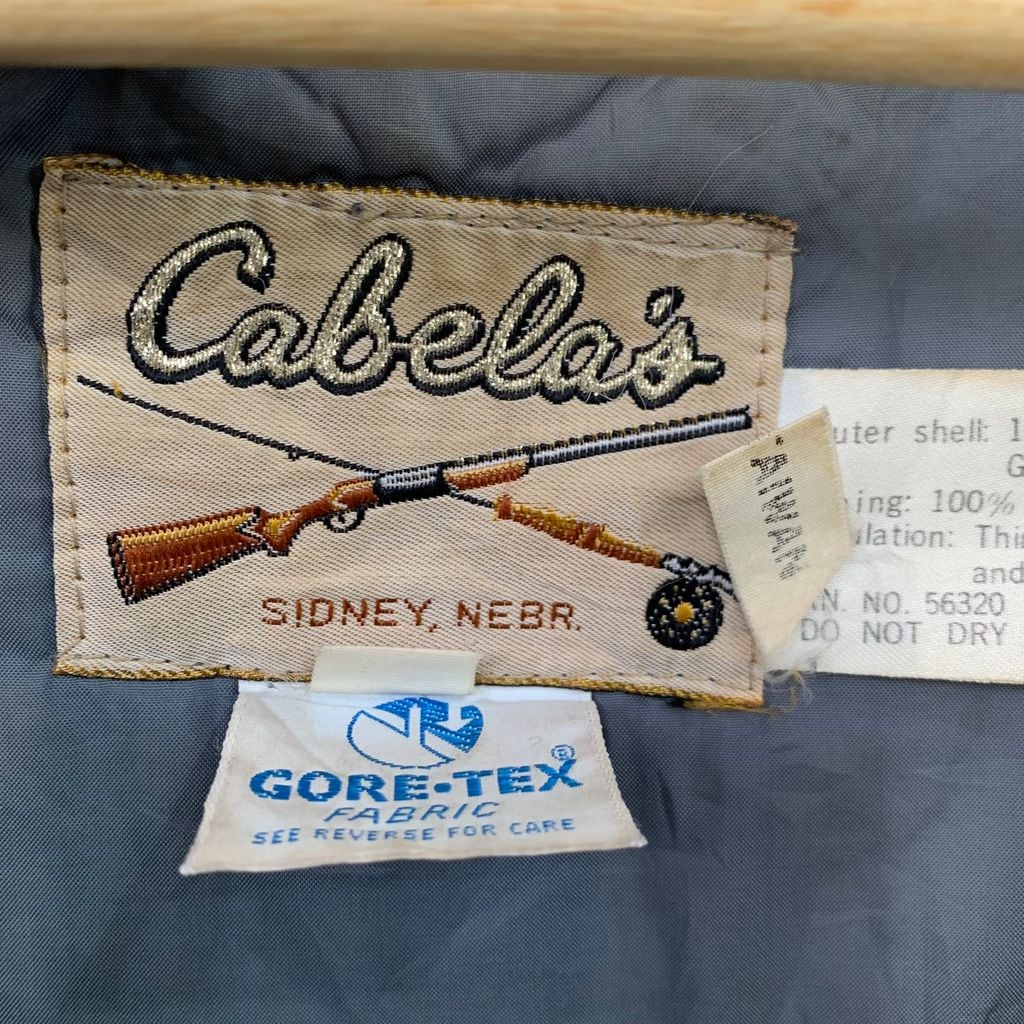 Cabela's
SIDNEY, NEBR.
GORE-TEX®
FABRIC
SEE REVERSE FOR CARE
uter shell: 1
G
ing: 100%
ulation: Thi
and
N. NO. 56320
DO NOT DRY